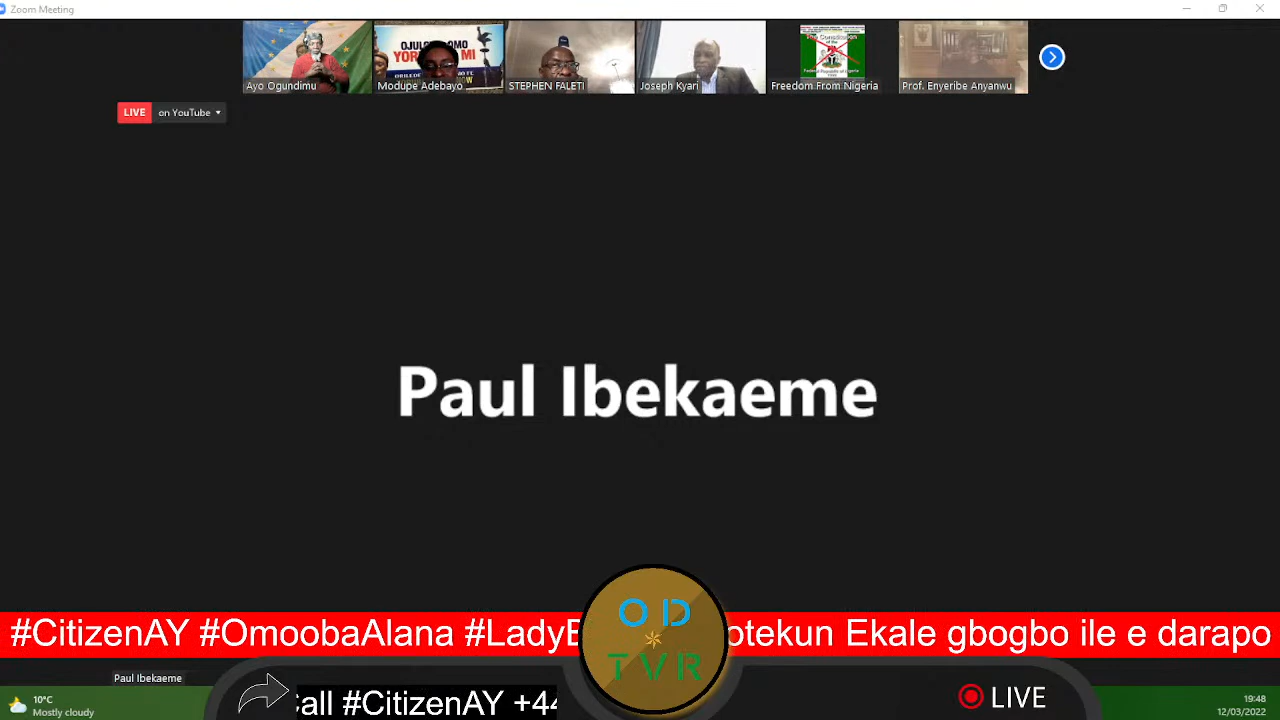 Zoom Meeting
Ayo Ogundimu
Modupe Adebayo
STEPHEN FALETI
Joseph Kyari
Freedom From Nigeria
Prof. Enyeribe Anyanwu
LIVE on YouTube
Paul Ibekaeme
#CitizenAY #OmoobaAlana #LadyB
otekun Ekale gbogbo ile e darapo
O D
TVR
Paul Ibekaeme
10°C
Mostly cloudy
all #CitizenAY +44
LIVE
19:48
12/03/2022